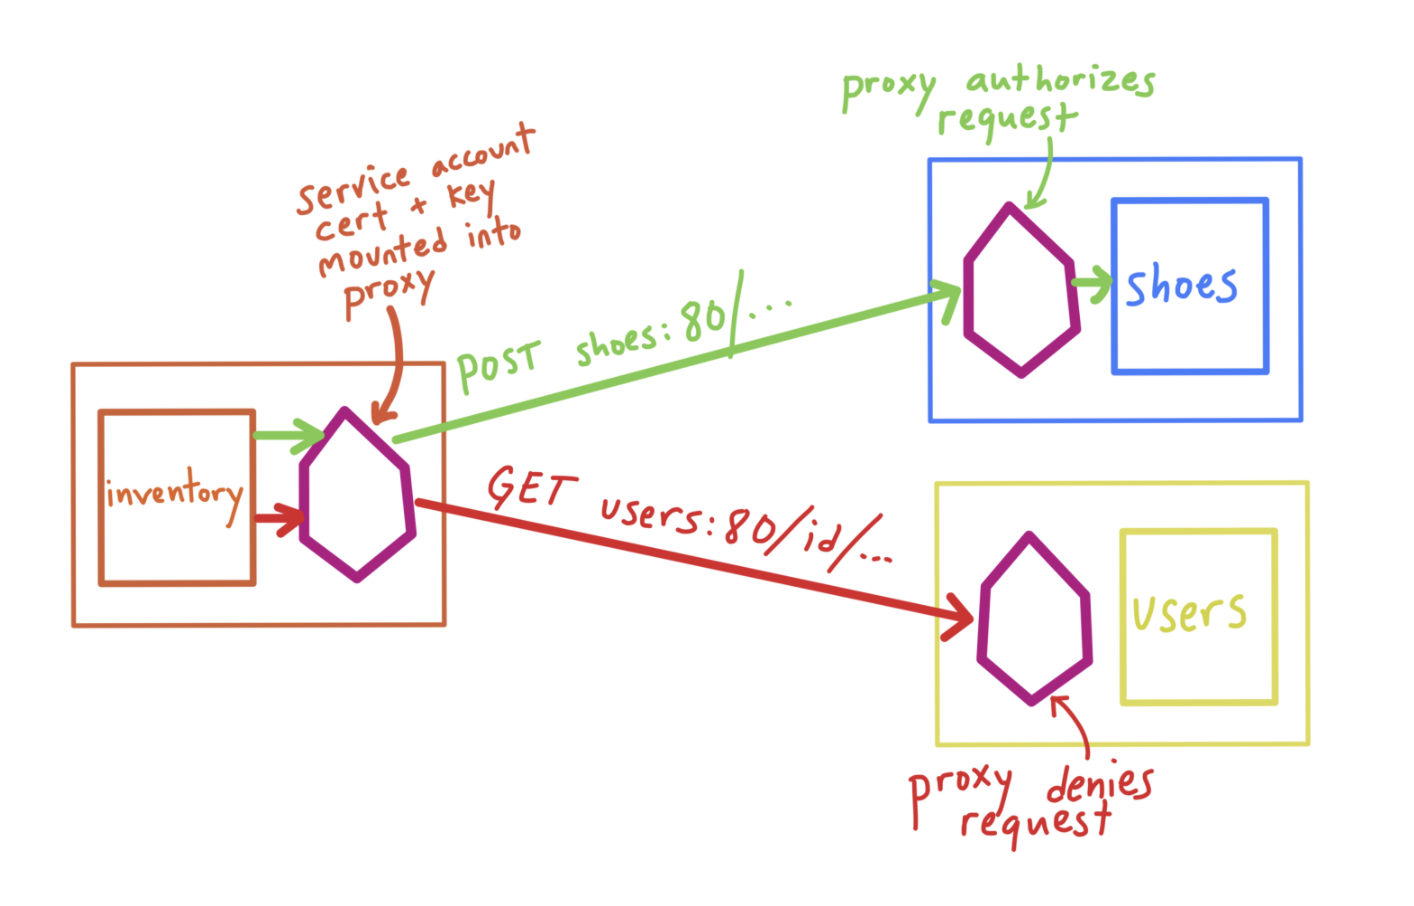 proxy authorizes
request
service account
cert + key
mounted into
proxy
shoes
POST shoes:80/...
inventory
GET users:80/id/...
users
proxy denies
request